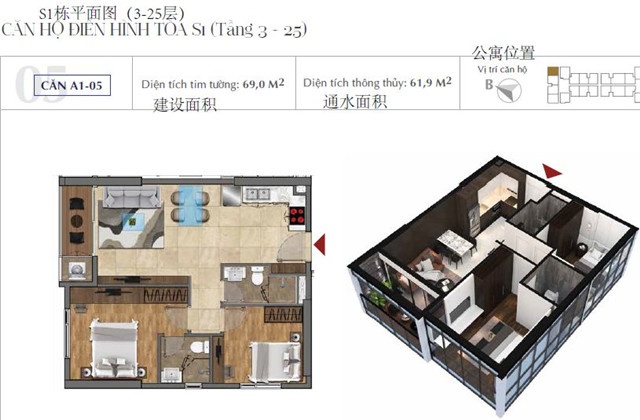 S1栋平面图（3-25层）
CĂN HỘ ĐIỂN HÌNH TÒA S1 (Tầng 3 - 25)
公寓位置
05 CĂN A1-05 Diện tích tim tường: 69,0 M² Diện tích thông thủy: 61,9 M² Vị trí căn hộ
建设面积 通水面积 B